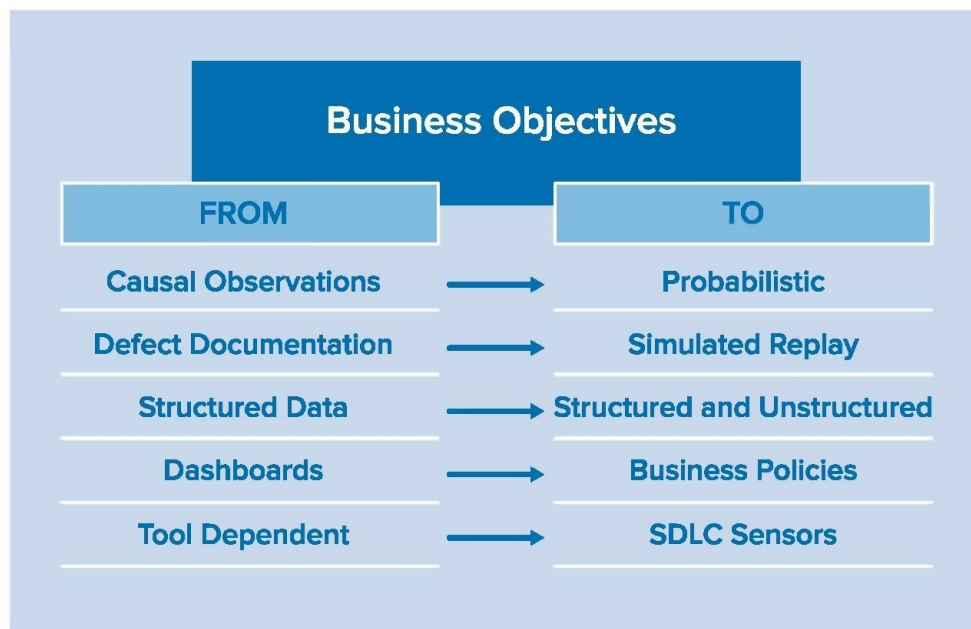 Business Objectives
FROM
TO
Causal Observations
Probabilistic
Defect Documentation
Simulated Replay
Structured Data
Structured and Unstructured
Dashboards
Business Policies
Tool Dependent
SDLC Sensors